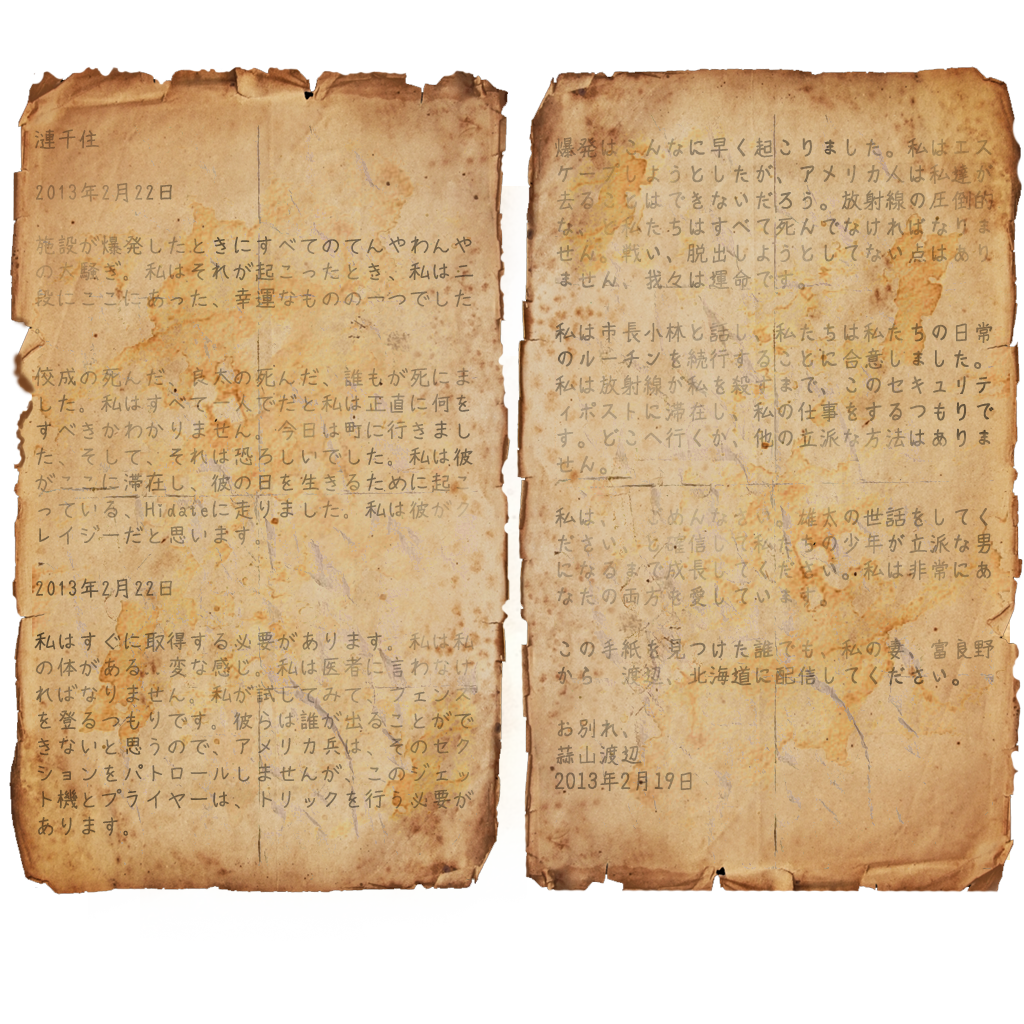 漣千住
2013年2月22日
施設が爆発したときにすべてのてんやわんや
の大騒ぎ。私はそれが起こったとき、私は二
段にここにあった、幸運なものの一つでした
佼成の死んだ、良太の死んだ、誰もが死にま
した。私はすべて一人でだと私は正直に何を
すべきかわかりません。今日は町に行きまし
た、そして、それは恐ろしいでした。私は彼
がここに滞在し、彼の日を生きるために起こ
っている、Hidateに走りました。私は彼がク
レイジーだと思います。
2013年2月22日
私はすぐに取得する必要があります。私は私
の体がある、変な感じ。私は医者に言わなけ
ればなりません。私が試してみて、フェンス
を登るつもりです。彼らは誰が出ることがで
きないと思うので、アメリカ兵は、そのセク
ションをパトロールしませんが、このジェッ
ト機とプライヤーは、トリックを行う必要が
あります。
爆発はこんなに早く起こりました。私はエス
ケープしようとしたが、アメリカ人は私達が
去ることはできないだろう。放射線の圧倒的
な、と私たちはすべて死んでなければなりま
せん。戦い、脱出しようとしてない点はあり
ません、我々は運命です。
私は市長小林と話し、私たちは私たちの日常
のルーチンを続行することに合意しました。
私は放射線が私を殺すまで、このセキュリテ
ィポストに滞在し、私の仕事をするつもりで
す。どこへ行くか、他の立派な方法はありま
せん。
私は、ごめんなさい。雄太の世話をしてく
ださい。と確信して私たちの少年が立派な男
になるまで成長してください。私は非常にあ
なたの両方を愛しています。
この手紙を見つけた誰でも、私の妻、富良野
から 渡辺、北海道に配信してください。
お別れ、
蒜山渡辺
2013年2月19日